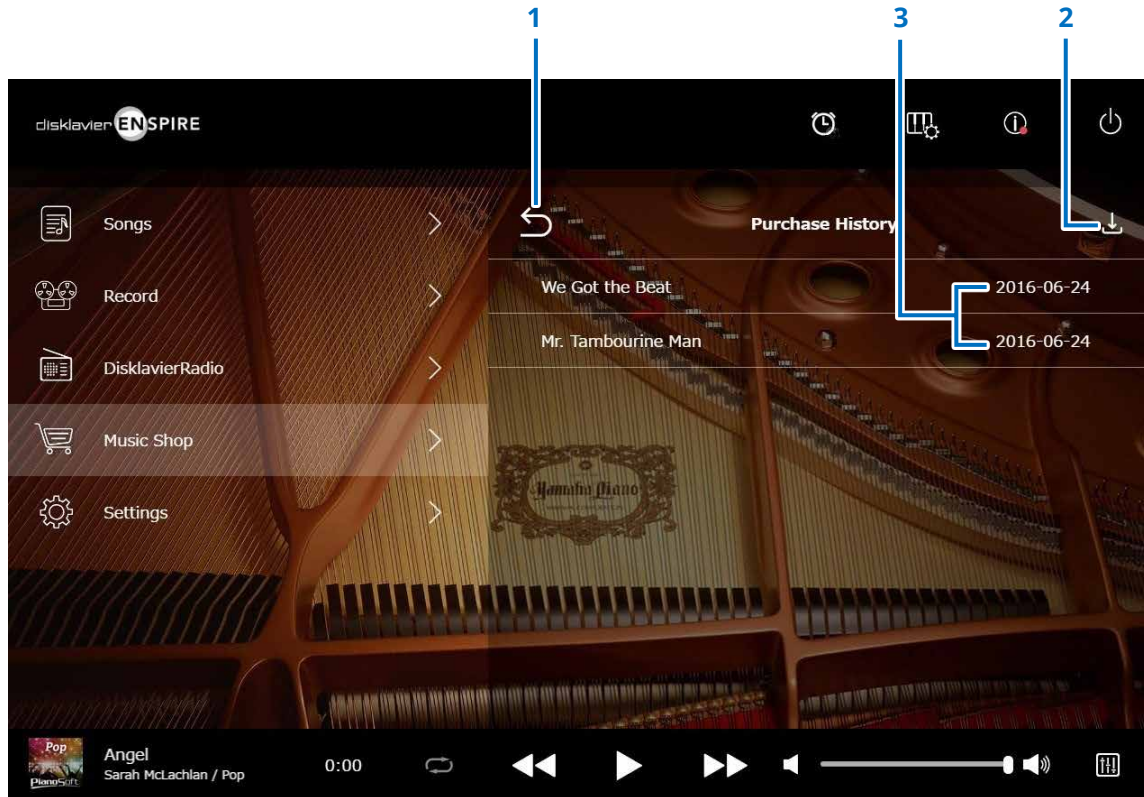 1 3 2
disklavier ENSPIRE
Songs
Record
DisklavierRadio
Music Shop
Settings
Purchase History
We Got the Beat 2016-06-24
Mr. Tambourine Man 2016-06-24
Yamaha Piano
Pop
PianoSoft
Angel
Sarah McLachlan / Pop
0:00